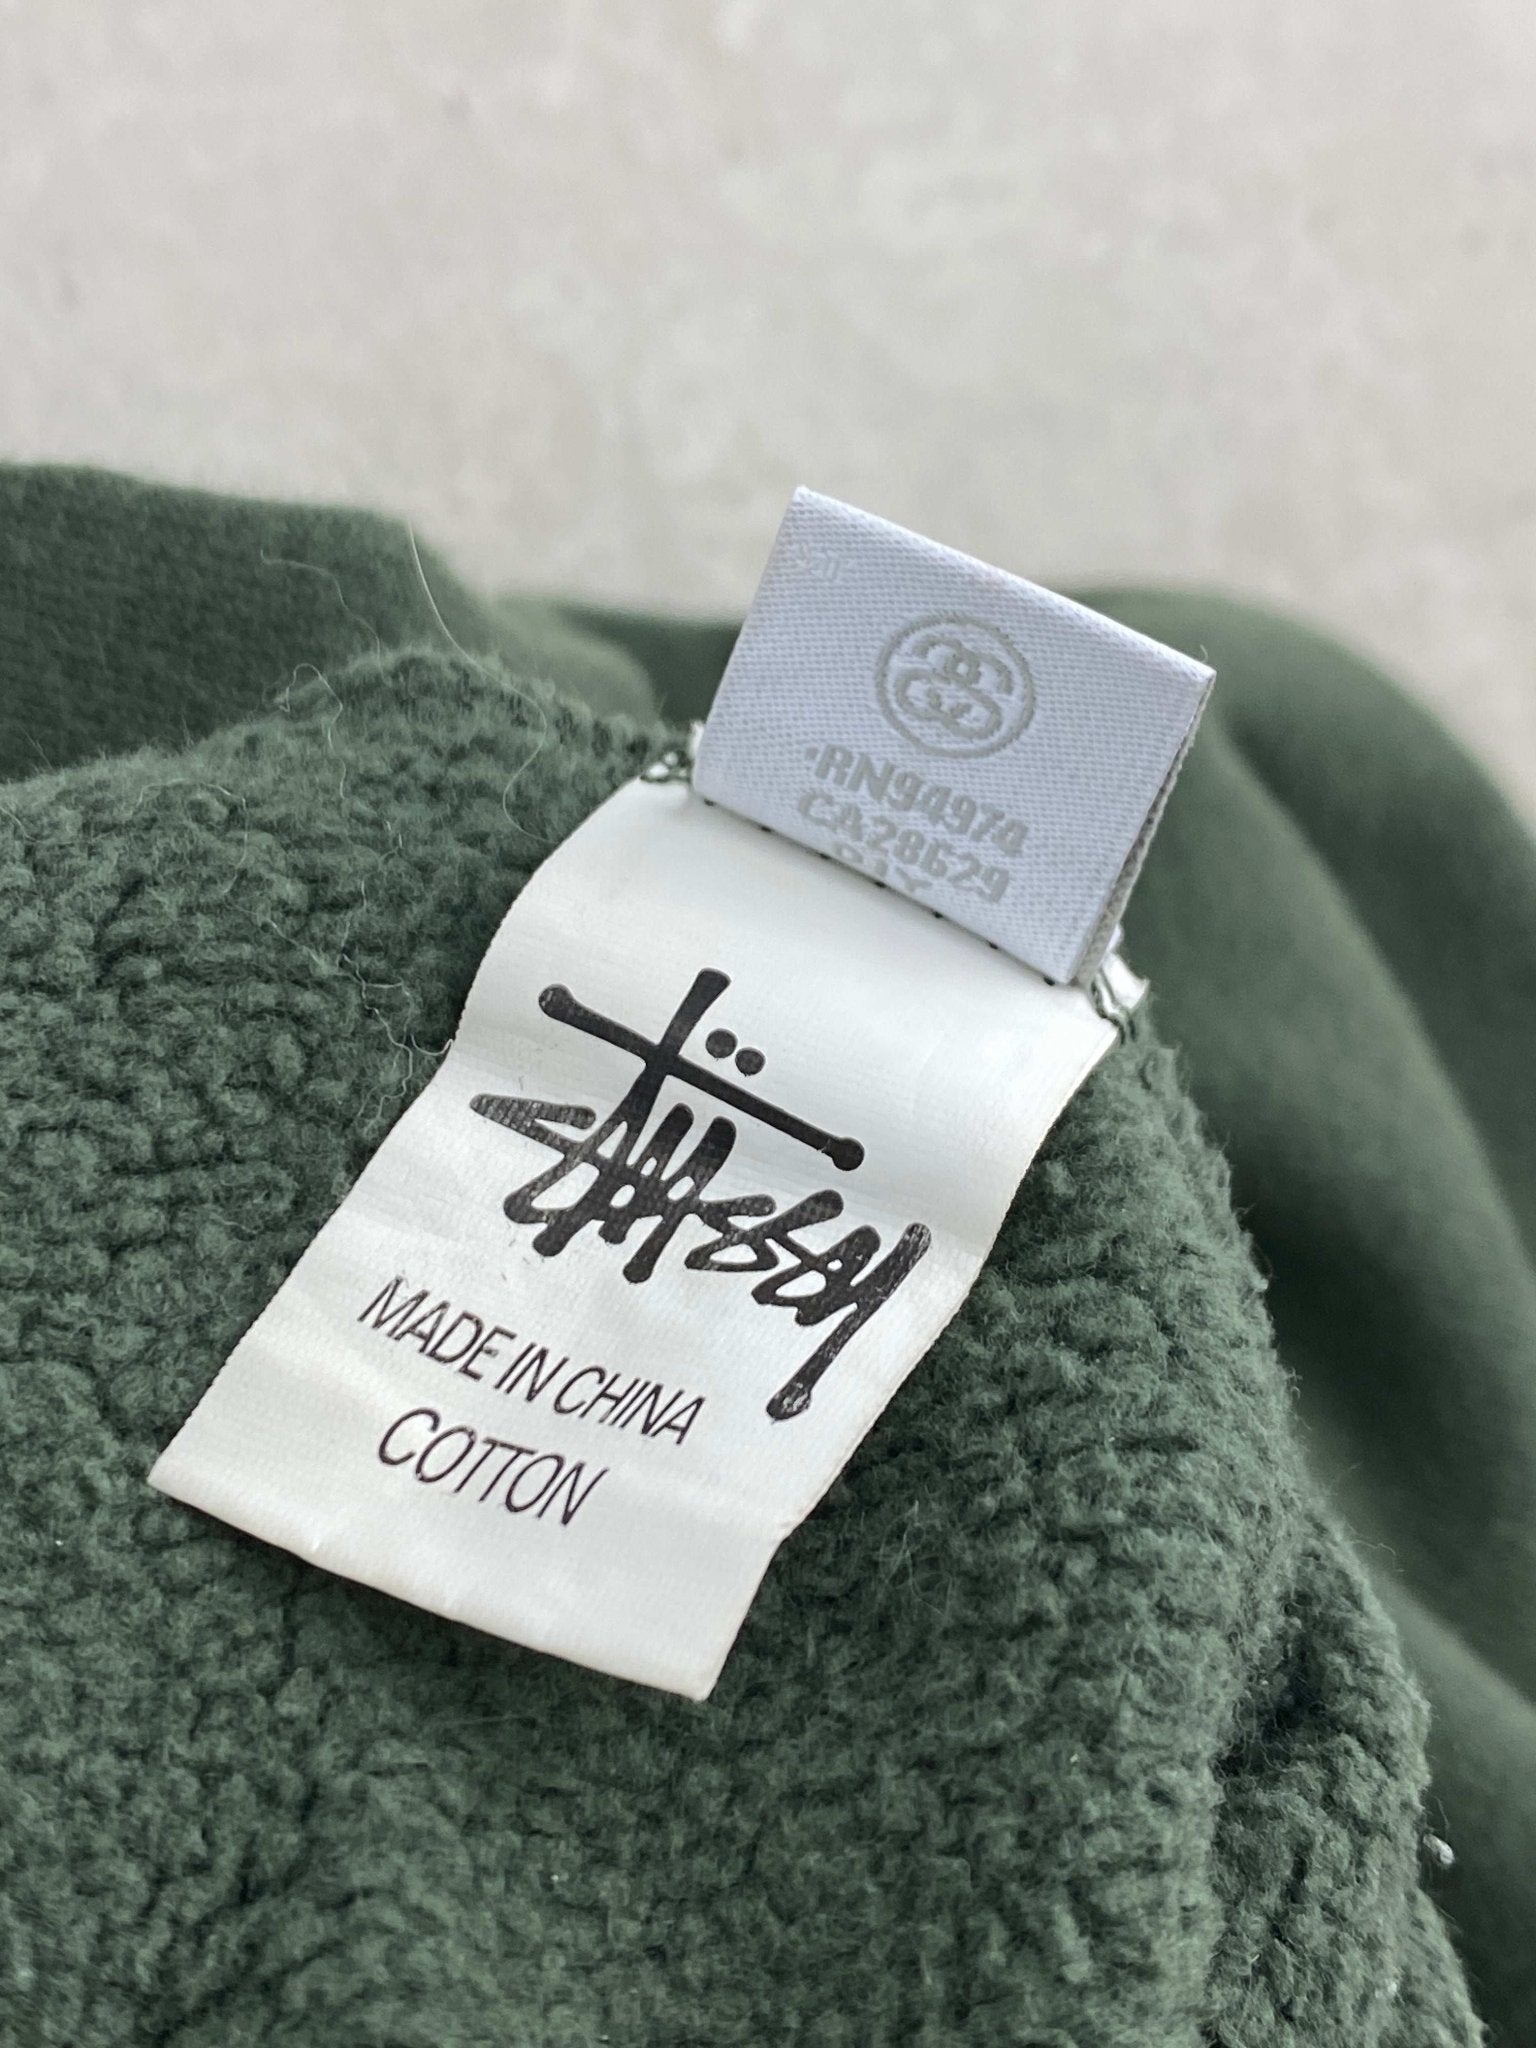 •RN94974
CA28629
Stüssy
MADE IN CHINA
COTTON